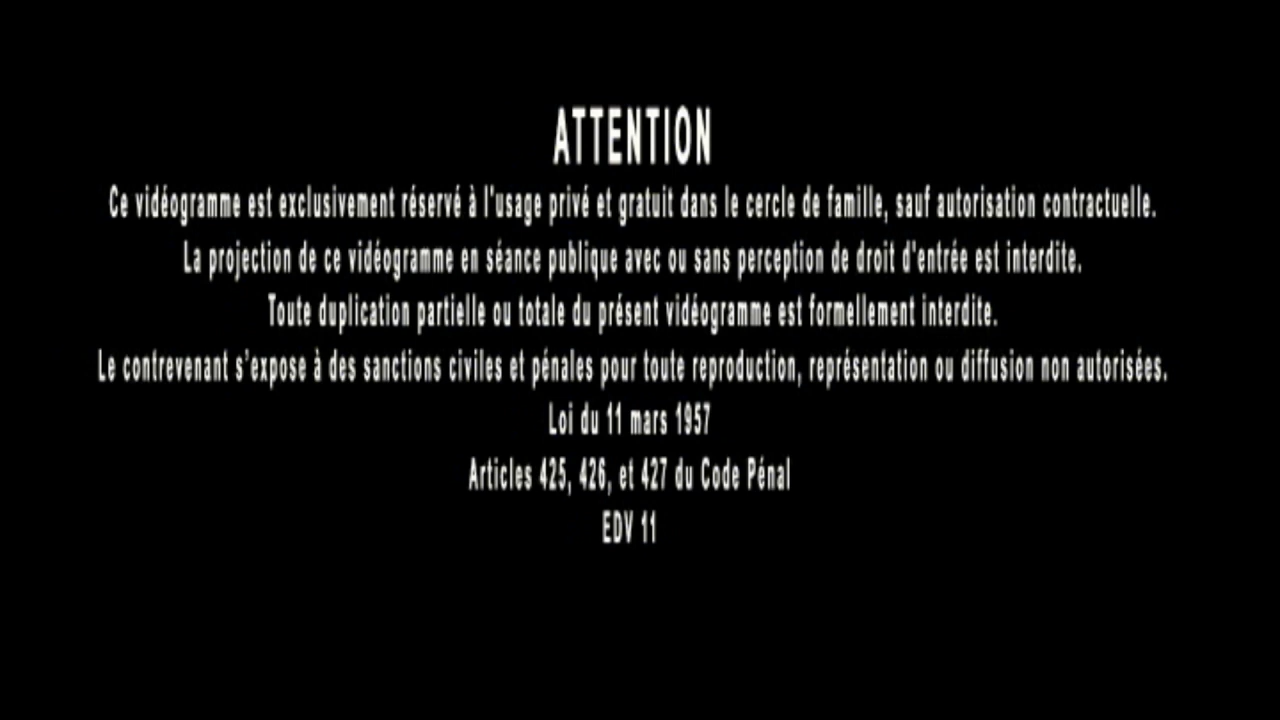 ATTENTION
Ce vidéogramme est exclusivement réservé à l'usage privé et gratuit dans le cercle de famille, sauf autorisation contractuelle.
La projection de ce vidéogramme en séance publique avec ou sans perception de droit d'entrée est interdite.
Toute duplication partielle ou totale du présent vidéogramme est formellement interdite.
Le contrevenant s'expose à des sanctions civiles et pénales pour toute reproduction, représentation ou diffusion non autorisées.
Loi du 11 mars 1957
Articles 425, 426, et 427 du Code Pénal
EDV 11